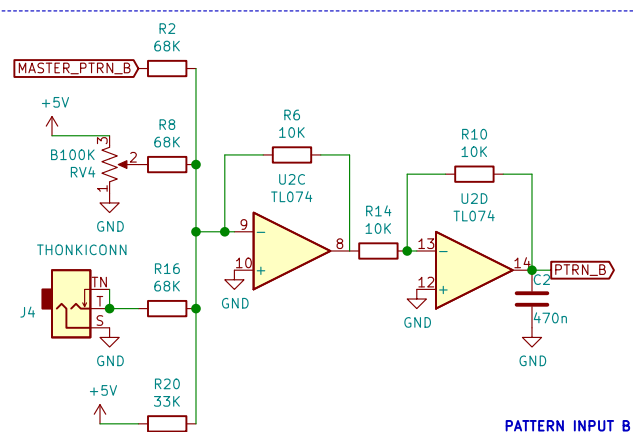 R2
68K
MASTER_PTRN_B
+5V
R8
68K
3
B100K
RV4
2
1
GND
R6
10K
U2C
TL074
9
8
10
GND
R14
10K
R10
10K
U2D
TL074
13
14
12
GND
PTRN_B
C2
470n
GND
THONKICONN
TN
T
S
J4
GND
R16
68K
+5V
R20
33K
PATTERN INPUT B